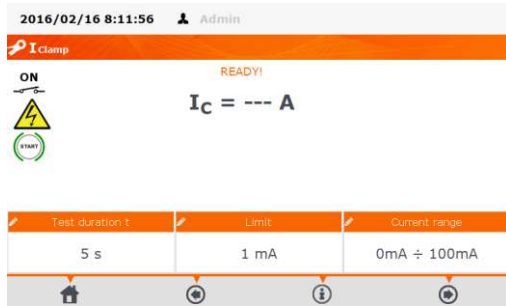 2016/02/16 8:11:56 Admin
I Clamp
READY!
ON
IC = --- A
START
Test duration t Limit Current range
5 s 1 mA 0mA ÷ 100mA